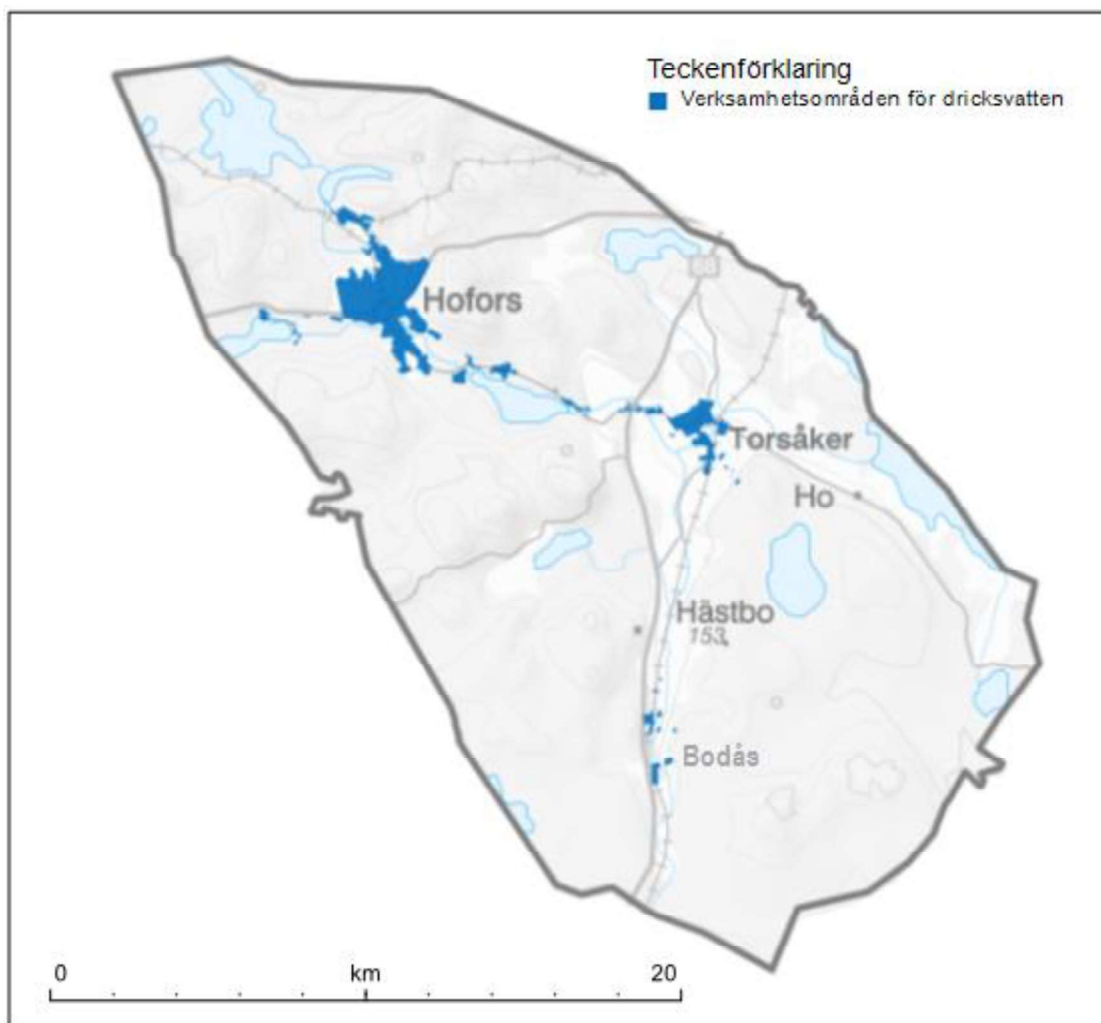 Teckenförklaring
Verksamhetsområden för dricksvatten
Hofors
Torsåker
Ho
Hästbo
153
Bodås
0 km 20